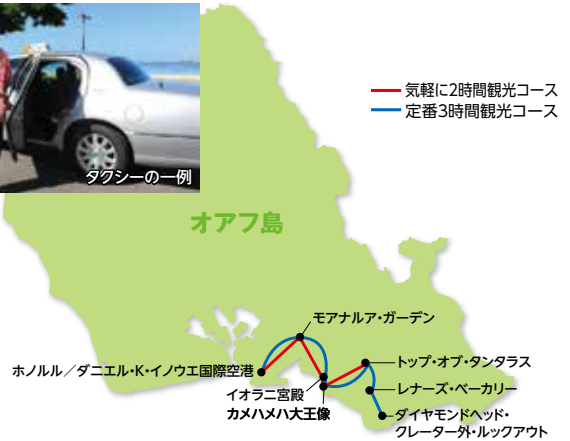 気軽に2時間観光コース
定番3時間観光コース
タクシーの一例
オアフ島
モアナルア・ガーデン
ホノルル／ダニエル・K・イノウエ国際空港
トップ・オブ・タンタラス
イオラニ宮殿
カメハメハ大王像
レナーズ・ベーカリー
ダイヤモンドヘッド・
クレーター外・ルックアウト